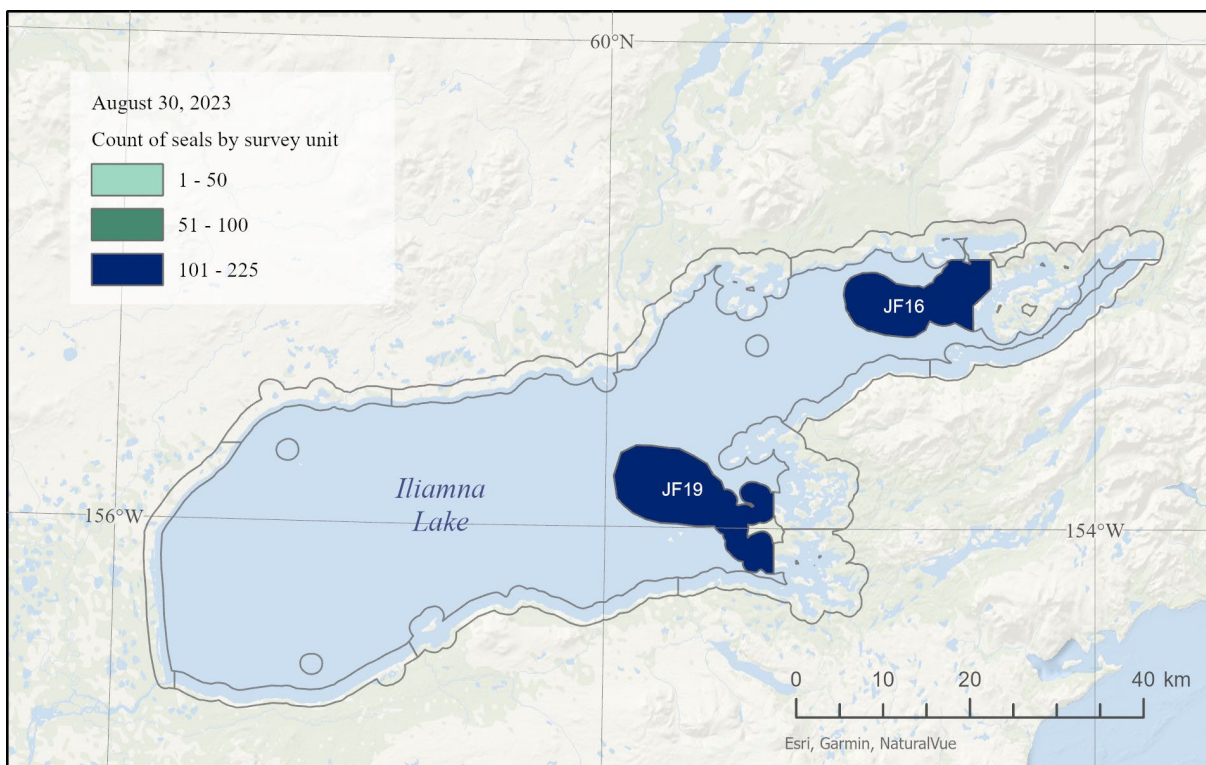 60°N
August 30, 2023
Count of seals by survey unit
1 - 50
51 - 100
101 - 225
JF16
JF19
Iliamna
Lake
156°W
154°W
0 10 20 40 km
Esri, Garmin, NaturalVue